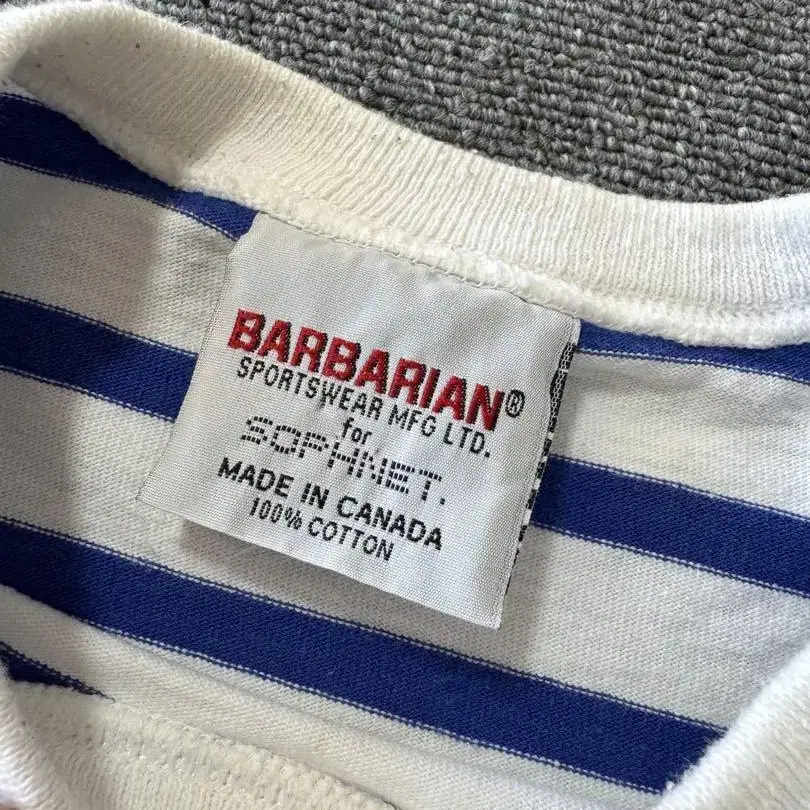 BARBARIAN®
SPORTSWEAR MFG LTD.
for
SOPHNET.
MADE IN CANADA
100% COTTON